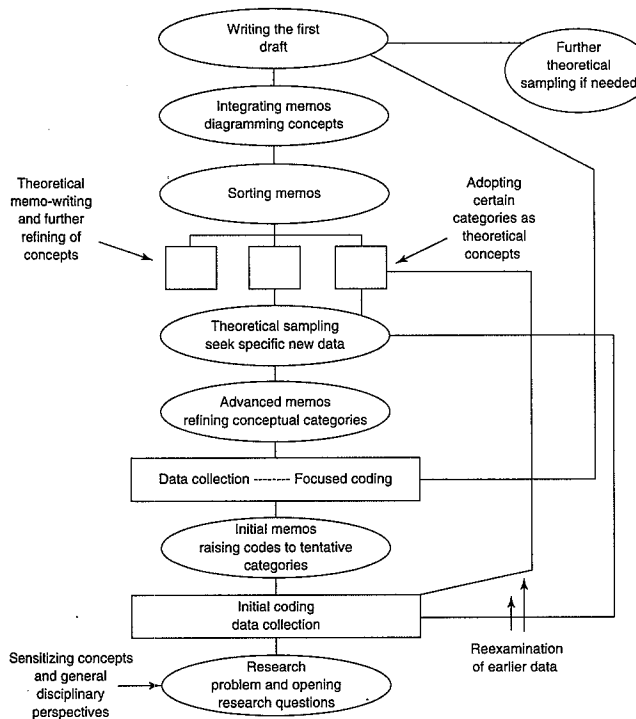 Writing the first
draft
Further
theoretical
sampling if needed
Integrating memos
diagramming concepts
Theoretical
memo-writing
and further
refining of
concepts
Sorting memos
Adopting
certain
categories as
theoretical
concepts
Theoretical sampling
seek specific new data
Advanced memos
refining conceptual categories
Data collection ------- Focused coding
Initial memos
raising codes to tentative
categories
Initial coding
data collection
Reexamination
of earlier data
Sensitizing concepts
and general
disciplinary
perspectives
Research
problem and opening
research questions